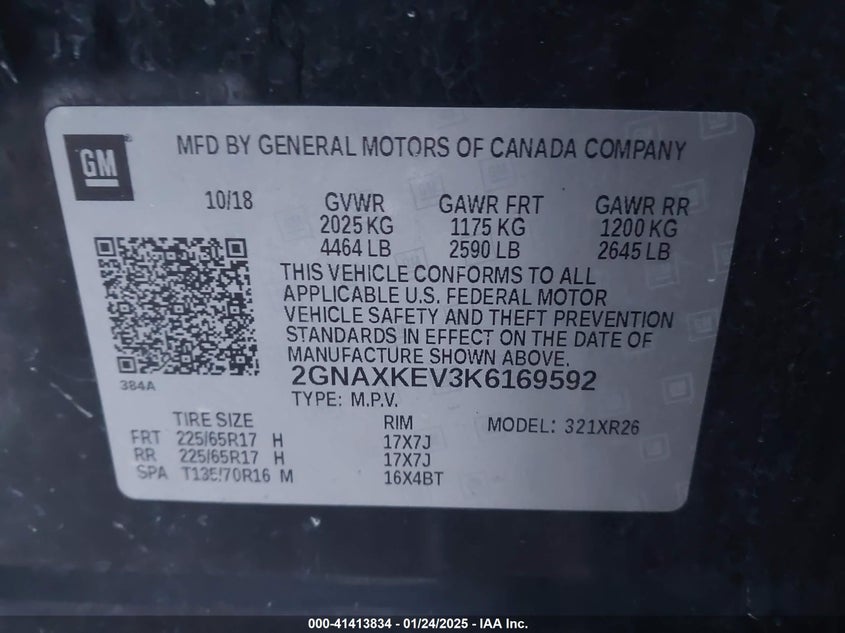 GM
MFD BY GENERAL MOTORS OF CANADA COMPANY
10/18 GVWR GAWR FRT GAWR RR
2025 KG 1175 KG 1200 KG
4464 LB 2590 LB 2645 LB
THIS VEHICLE CONFORMS TO ALL
APPLICABLE U.S. FEDERAL MOTOR
VEHICLE SAFETY AND THEFT PREVENTION
STANDARDS IN EFFECT ON THE DATE OF
MANUFACTURE SHOWN ABOVE.
384A
2GNAXKEV3K6169592
TYPE: M.P.V.
TIRE SIZE RIM MODEL: 321XR26
FRT 225/65R17 H 17X7J
RR 225/65R17 H 17X7J
SPA T135/70R16 M 16X4BT
000-41413834 — 01/24/2025 — IAA Inc.